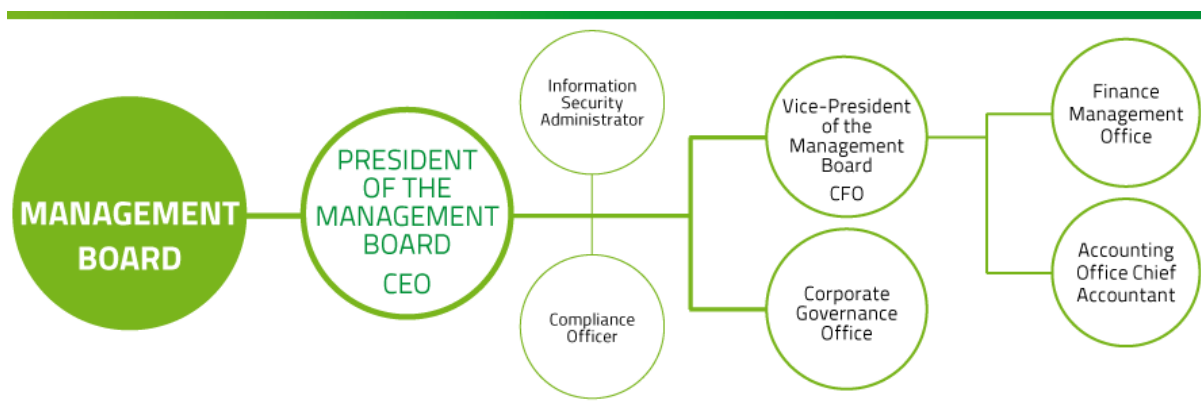 MANAGEMENT
BOARD
PRESIDENT
OF THE
MANAGEMENT
BOARD
CEO
Information
Security
Administrator
Compliance
Officer
Vice-President
of the
Management
Board
CFO
Corporate
Governance
Office
Finance
Management
Office
Accounting
Office Chief
Accountant